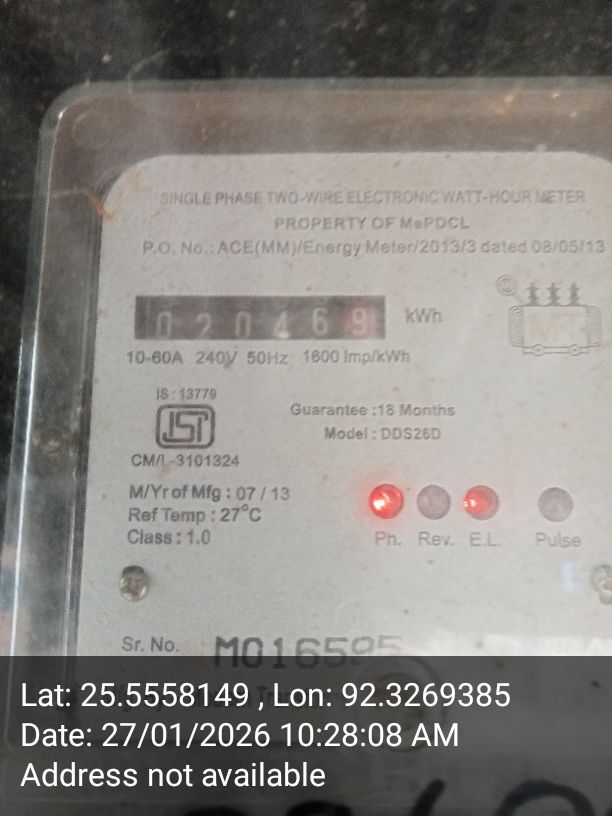 SINGLE PHASE TWO-WIRE ELECTRONIC WATT-HOUR METER
PROPERTY OF MePDCL
P.O. No.: ACE(MM)/Energy Meter/2013/3 dated 08/05/13
020469 kWh
10-60A 240V 50Hz 1600 Imp/kWh
IS : 13779
ISI
CM/L-3101324
Guarantee :18 Months
Model : DDS26D
M/Yr of Mfg : 07 / 13
Ref Temp : 27°C
Class : 1.0
Ph. Rev. E.L. Pulse
Sr. No. M016595
Lat: 25.5558149 , Lon: 92.3269385
Date: 27/01/2026 10:28:08 AM
Address not available